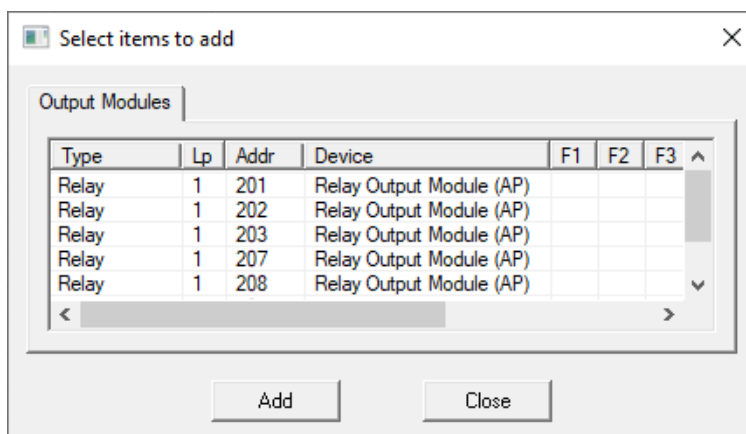 Select items to add
Output Modules
Type Lp Addr Device F1 F2 F3
Relay 1 201 Relay Output Module (AP)
Relay 1 202 Relay Output Module (AP)
Relay 1 203 Relay Output Module (AP)
Relay 1 207 Relay Output Module (AP)
Relay 1 208 Relay Output Module (AP)
Add Close